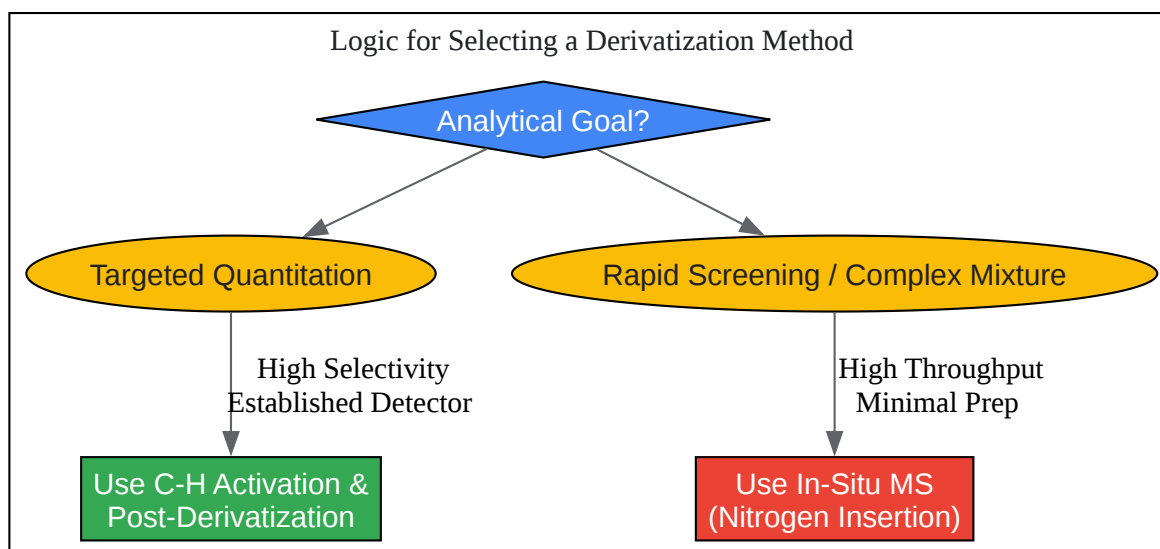 Logic for Selecting a Derivatization Method
Analytical Goal?
Targeted Quantitation
Rapid Screening / Complex Mixture
High Selectivity
Established Detector
High Throughput
Minimal Prep
Use C-H Activation &
Post-Derivatization
Use In-Situ MS
(Nitrogen Insertion)